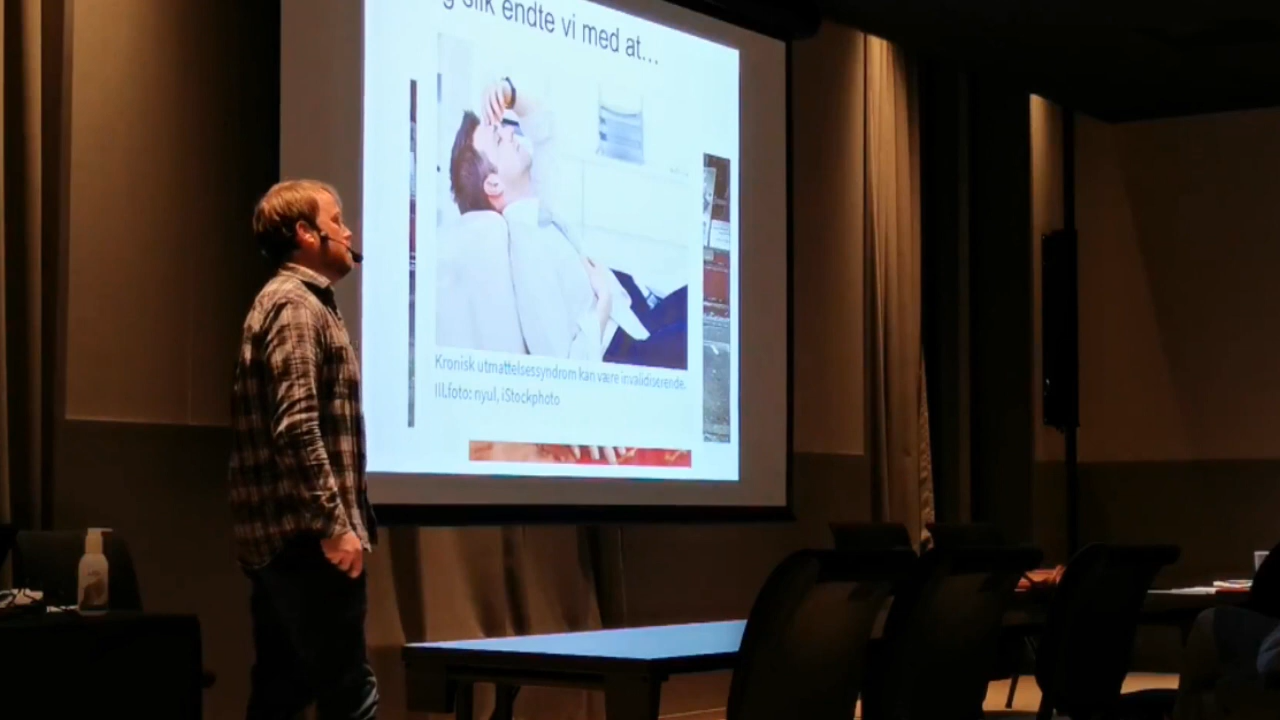 slik endte vi med at...
Kronisk utmattelsessyndrom kan være invalidiserende.
Ill.foto: nyul, iStockphoto